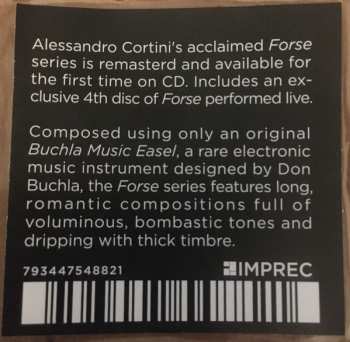 Alessandro Cortini's acclaimed Forse
series is remasterd and available for
the first time on CD. Includes an ex-
clusive 4th disc of Forse performed live.
Composed using only an original
Buchla Music Easel, a rare electronic
music instrument designed by Don
Buchla, the Forse series features long,
romantic compositions full of
voluminous, bombastic tones and
dripping with thick timbre.
793447548821 IMPREC